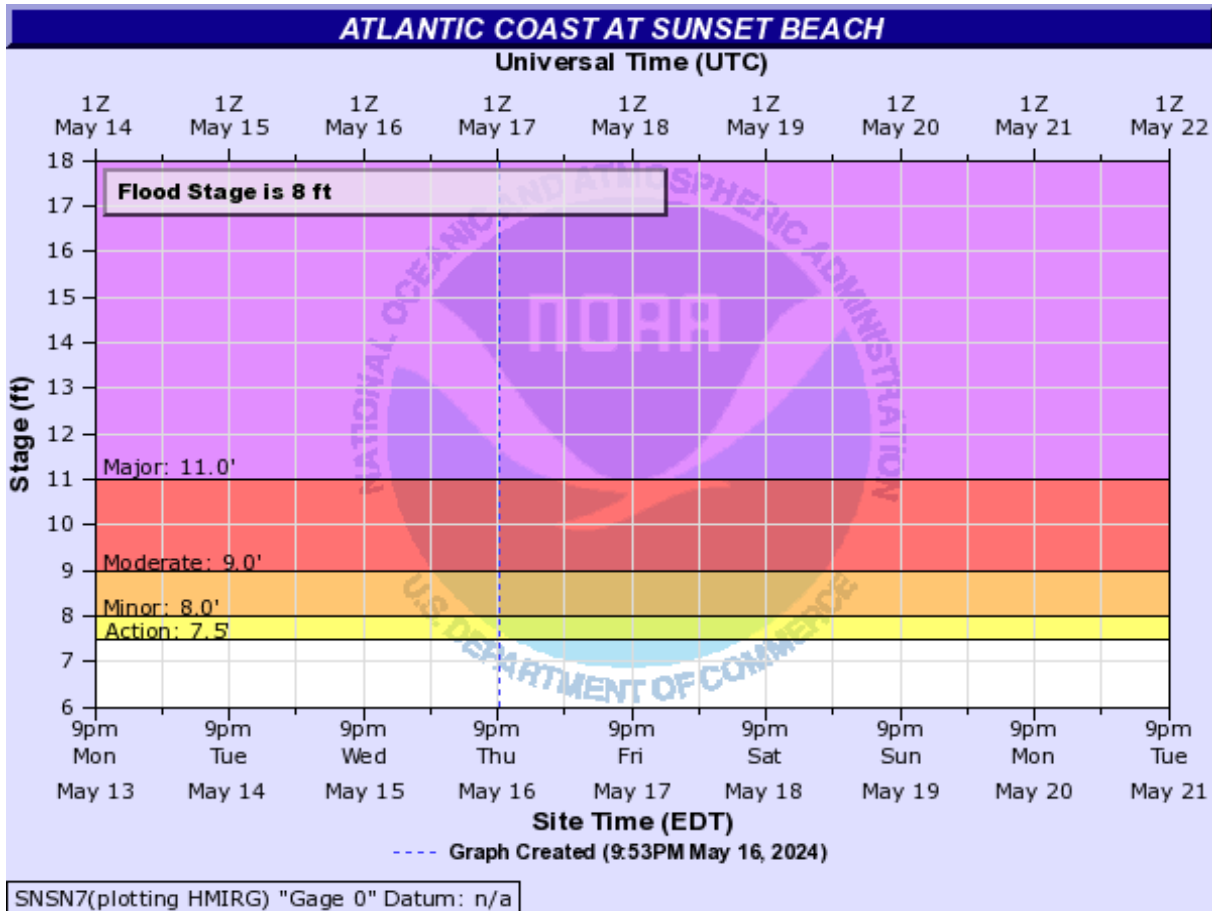 ATLANTIC COAST AT SUNSET BEACH
Universal Time (UTC)
1Z 1Z 1Z 1Z 1Z 1Z 1Z 1Z 1Z
May 14 May 15 May 16 May 17 May 18 May 19 May 20 May 21 May 22
18
Flood Stage is 8 ft
17
16
15
14
13
12
Major: 11.0'
11
10
Moderate: 9.0'
9
Minor: 8.0'
8
Action: 7.5'
7
6
Stage (ft)
NATIONAL OCEANIC AND ATMOSPHERIC ADMINISTRATION
NOAA
U.S. DEPARTMENT OF COMMERCE
9pm 9pm 9pm 9pm 9pm 9pm 9pm 9pm 9pm
Mon Tue Wed Thu Fri Sat Sun Mon Tue
May 13 May 14 May 15 May 16 May 17 May 18 May 19 May 20 May 21
Site Time (EDT)
---- Graph Created (9:53PM May 16, 2024)
SNSN7(plotting HMIRG) "Gage 0" Datum: n/a